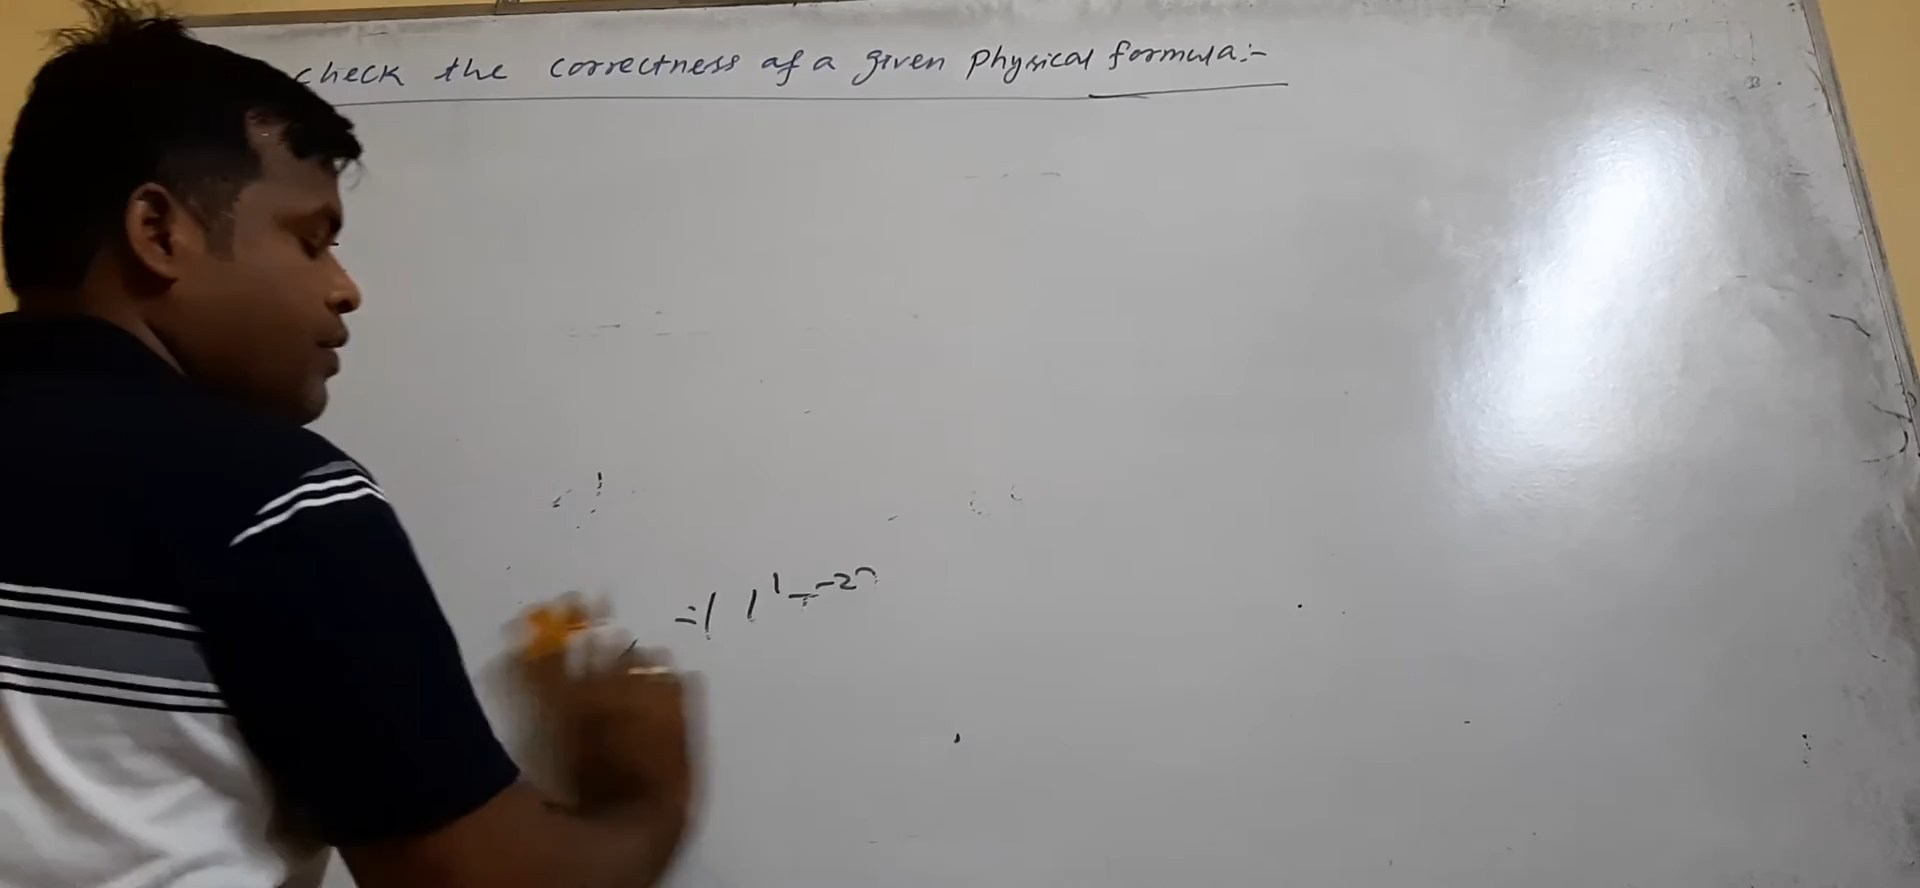 check the correctness of a given physical formula:-